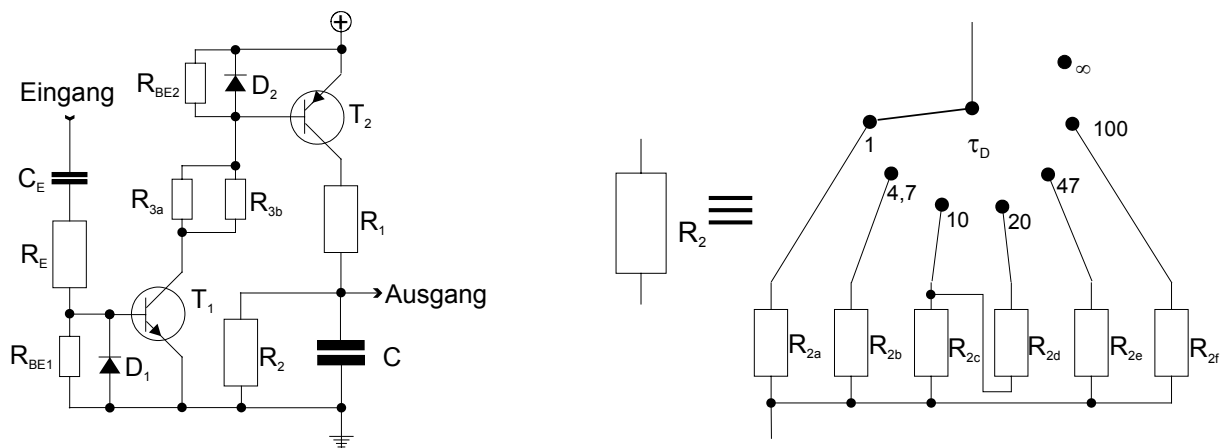 Eingang
C_E
R_E
R_BE1
D_1
T_1
R_3a
R_3b
R_BE2
D_2
+
T_2
R_1
Ausgang
R_2
C
R_2
≡
τ_D
1
4,7
10
20
47
100
∞
R_2a
R_2b
R_2c
R_2d
R_2e
R_2f